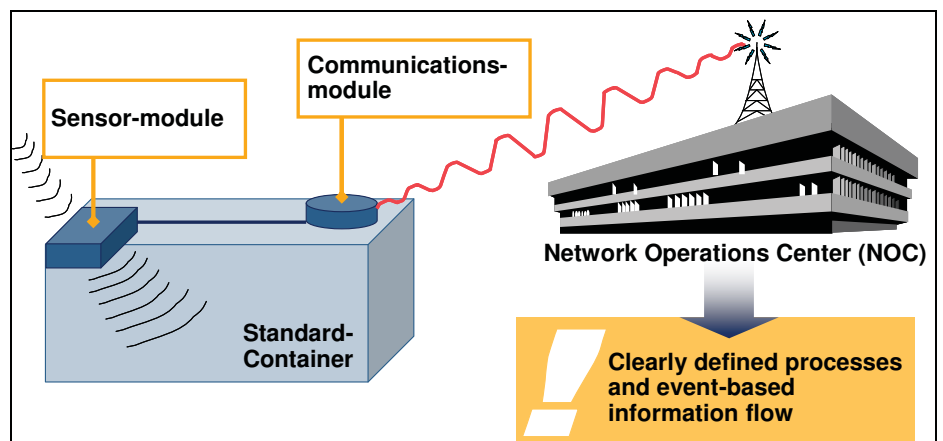 Communications-
module
Sensor-module
Network Operations Center (NOC)
Standard-
Container
Clearly defined processes
and event-based
information flow